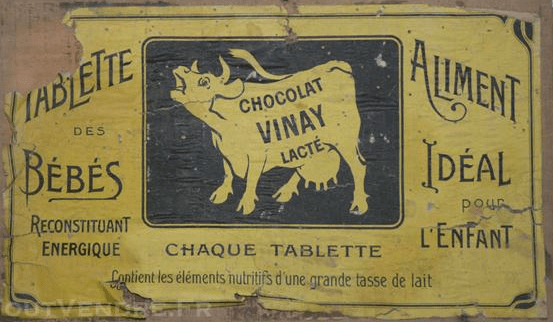 TABLETTE
DES
BÉBÉS
RECONSTITUANT
ENERGIQUE
CHOCOLAT
VINAY
LACTÉ
ALIMENT
IDÉAL
POUR
L'ENFANT
CHAQUE TABLETTE
Contient les éléments nutritifs d'une grande tasse de lait